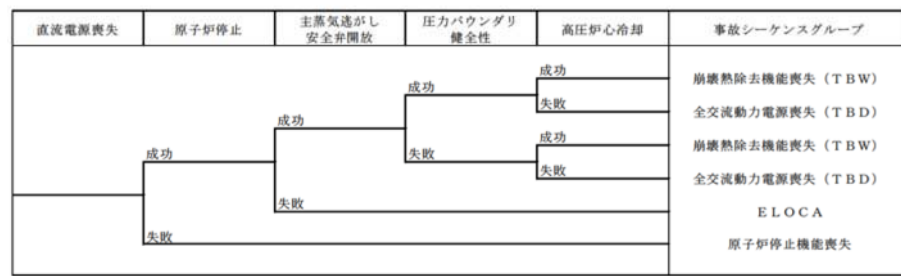 直流電源喪失
原子炉停止
主蒸気逃がし
安全弁開放
圧力バウンダリ
健全性
高圧炉心冷却
事故シーケンスグループ
成功
崩壊熱除去機能喪失（ＴＢＷ）
成功
失敗
全交流動力電源喪失（ＴＢＤ）
成功
成功
崩壊熱除去機能喪失（ＴＢＷ）
成功
失敗
失敗
全交流動力電源喪失（ＴＢＤ）
失敗
ＥＬＯＣＡ
失敗
原子炉停止機能喪失